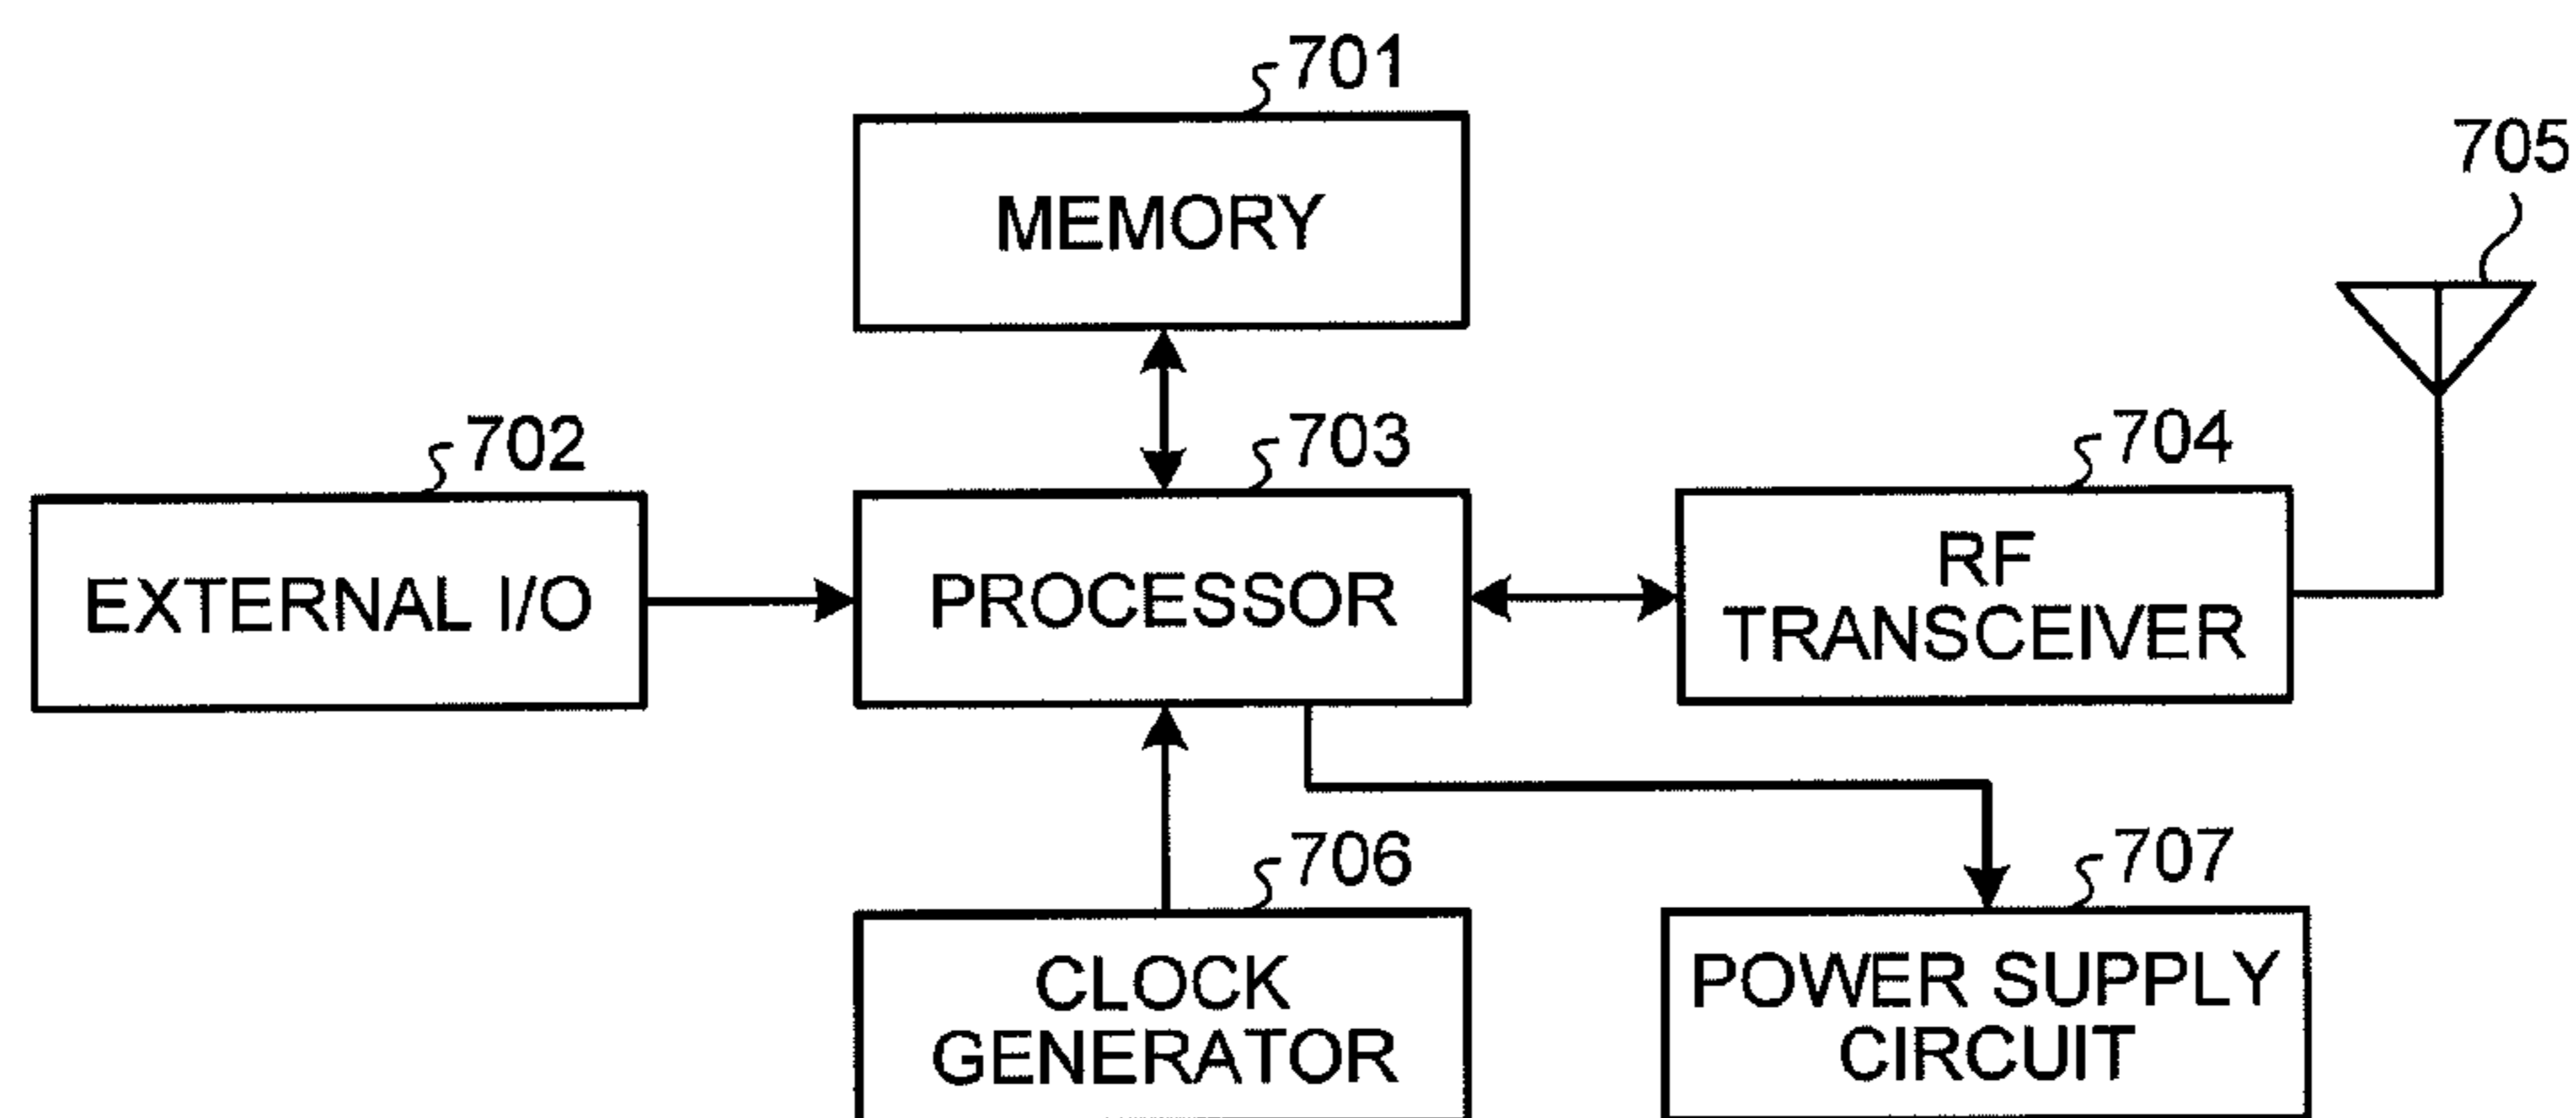 701
MEMORY
705
702
703
704
EXTERNAL I/O
PROCESSOR
RF
TRANSCEIVER
706
707
CLOCK
GENERATOR
POWER SUPPLY
CIRCUIT